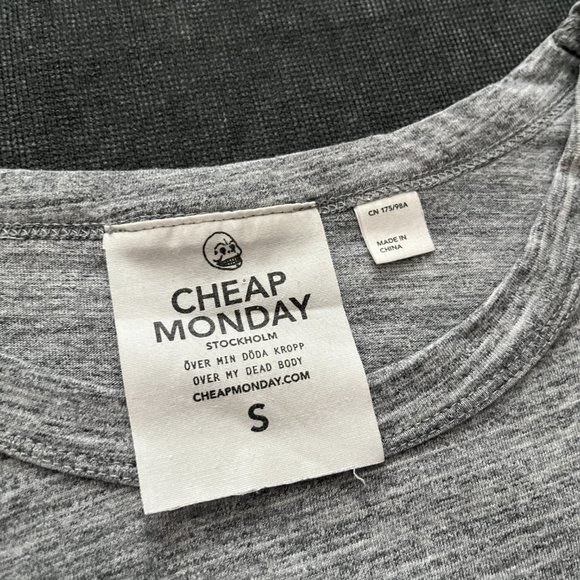 CHEAP
MONDAY
STOCKHOLM
ÖVER MIN DÖDA KROPP
OVER MY DEAD BODY
CHEAPMONDAY.COM
S
CN 175/98A
MADE IN
CHINA